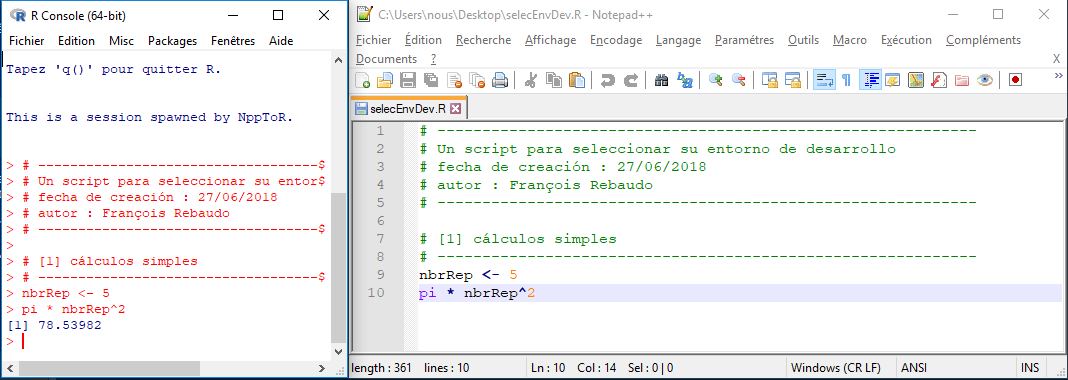 R Console (64-bit)
Fichier Edition Misc Packages Fenêtres Aide
Tapez 'q()' pour quitter R.
This is a session spawned by NppToR.
> # -----------------------------------$
> # Un script para seleccionar su entor$
> # fecha de creación : 27/06/2018
> # autor : François Rebaudo
> # -----------------------------------$
>
> # [1] cálculos simples
> # -----------------------------------$
> nbrRep <- 5
> pi * nbrRep^2
[1] 78.53982
>
C:\Users\nous\Desktop\selecEnvDev.R - Notepad++
Fichier Édition Recherche Affichage Encodage Langage Paramétres Outils Macro Exécution Compléments
Documents ? X
selecEnvDev.R
1 # --------------------------------------------------------------------
2 # Un script para seleccionar su entorno de desarrollo
3 # fecha de creación : 27/06/2018
4 # autor : François Rebaudo
5 # --------------------------------------------------------------------
6
7 # [1] cálculos simples
8 # --------------------------------------------------------------------
9 nbrRep <- 5
10 pi * nbrRep^2
length : 361 lines : 10 Ln : 10 Col : 14 Sel : 0 | 0 Windows (CR LF) ANSI INS